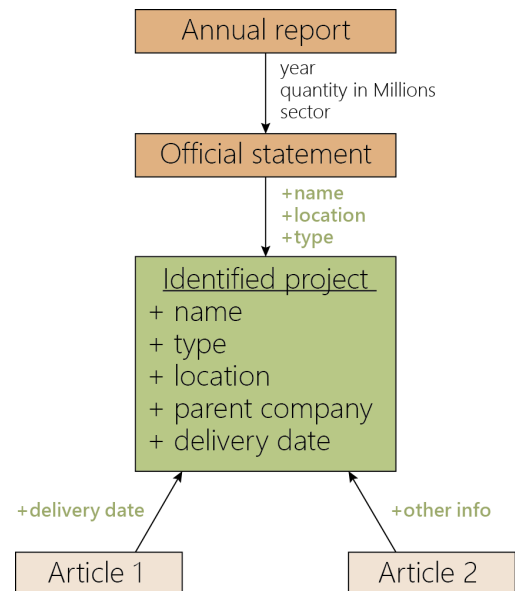 Annual report
year
quantity in Millions
sector
Official statement
+name
+location
+type
Identified project
+ name
+ type
+ location
+ parent company
+ delivery date
+delivery date
+other info
Article 1
Article 2